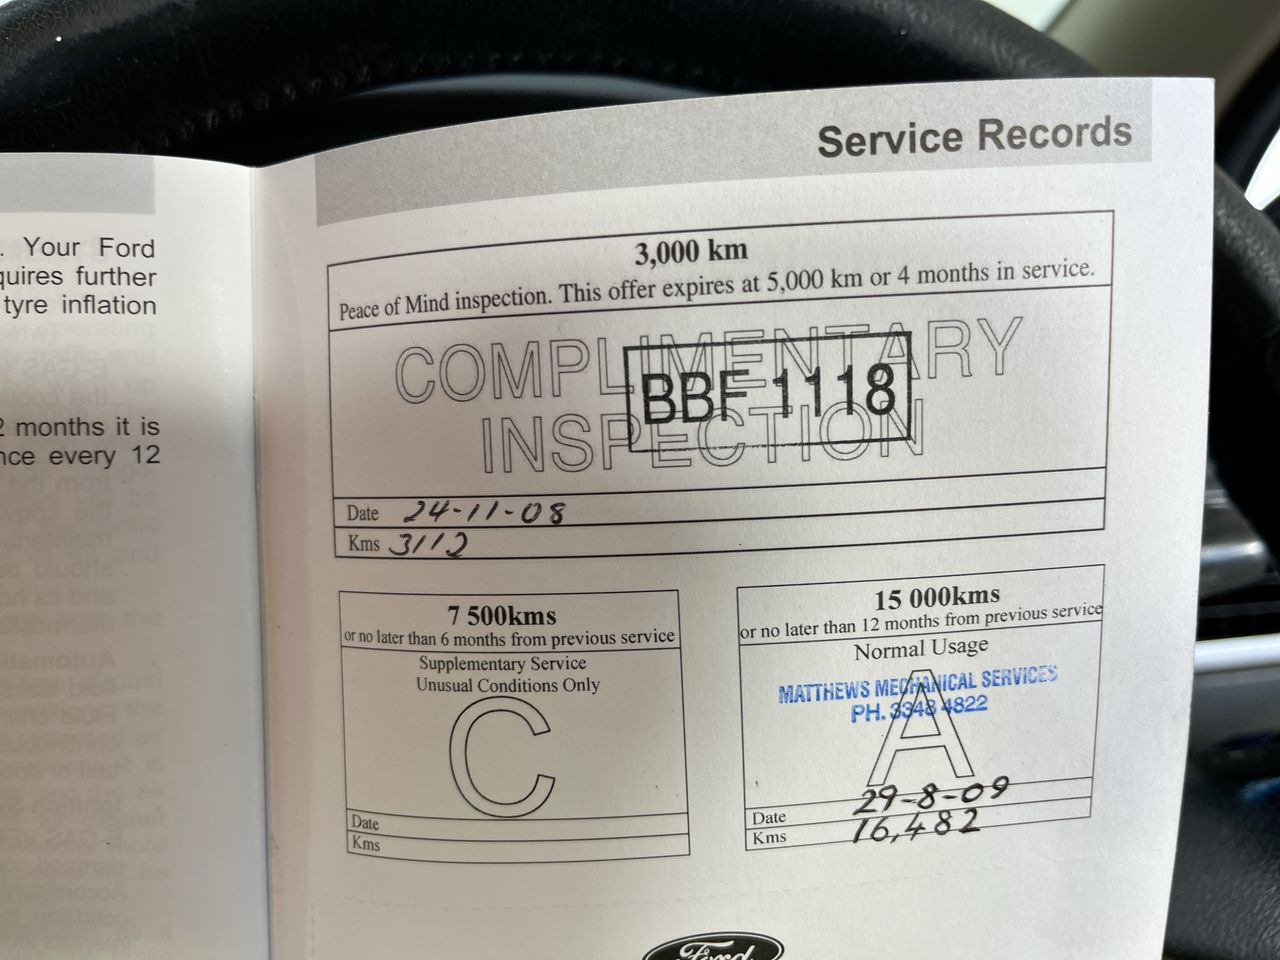 . Your Ford
quires further
tyre inflation
2 months it is
nce every 12
Service Records
3,000 km
Peace of Mind inspection. This offer expires at 5,000 km or 4 months in service.
COMPLIMENTARY
INSPECTION
BBF 1118
Date 24-11-08
Kms 3112
7 500kms
or no later than 6 months from previous service
Supplementary Service
Unusual Conditions Only
C
Date
Kms
15 000kms
or no later than 12 months from previous service
Normal Usage
MATTHEWS MECHANICAL SERVICES
PH. 3348 4822
A
Date 29-8-09
Kms 16,482
Ford